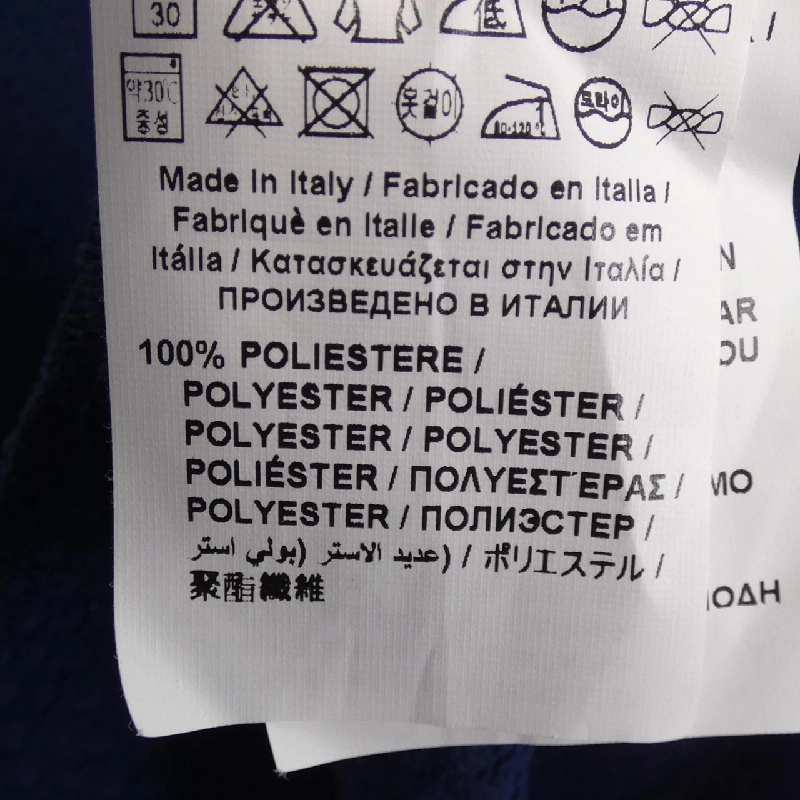 30
低
약30℃ 중성 옷걸이 80-120℃ 드라이
Made In Italy / Fabricado en Italia /
Fabriquè en Italie / Fabricado em
Itália / Κατασκευάζεται στην Ιταλία /
ПРОИЗВЕДЕНО В ИТАЛИИ
100% POLIESTERE /
POLYESTER / POLIÉSTER /
POLYESTER / POLYESTER /
POLIÉSTER / ΠΟΛΥΕΣΤΈΡΑΣ /
POLYESTER / ПОЛИЭСТЕР /
عديد الاستر (بولي استر) / ポリエステル /
聚酯纖維
N
AR
OU
MO
ΟΔΗ